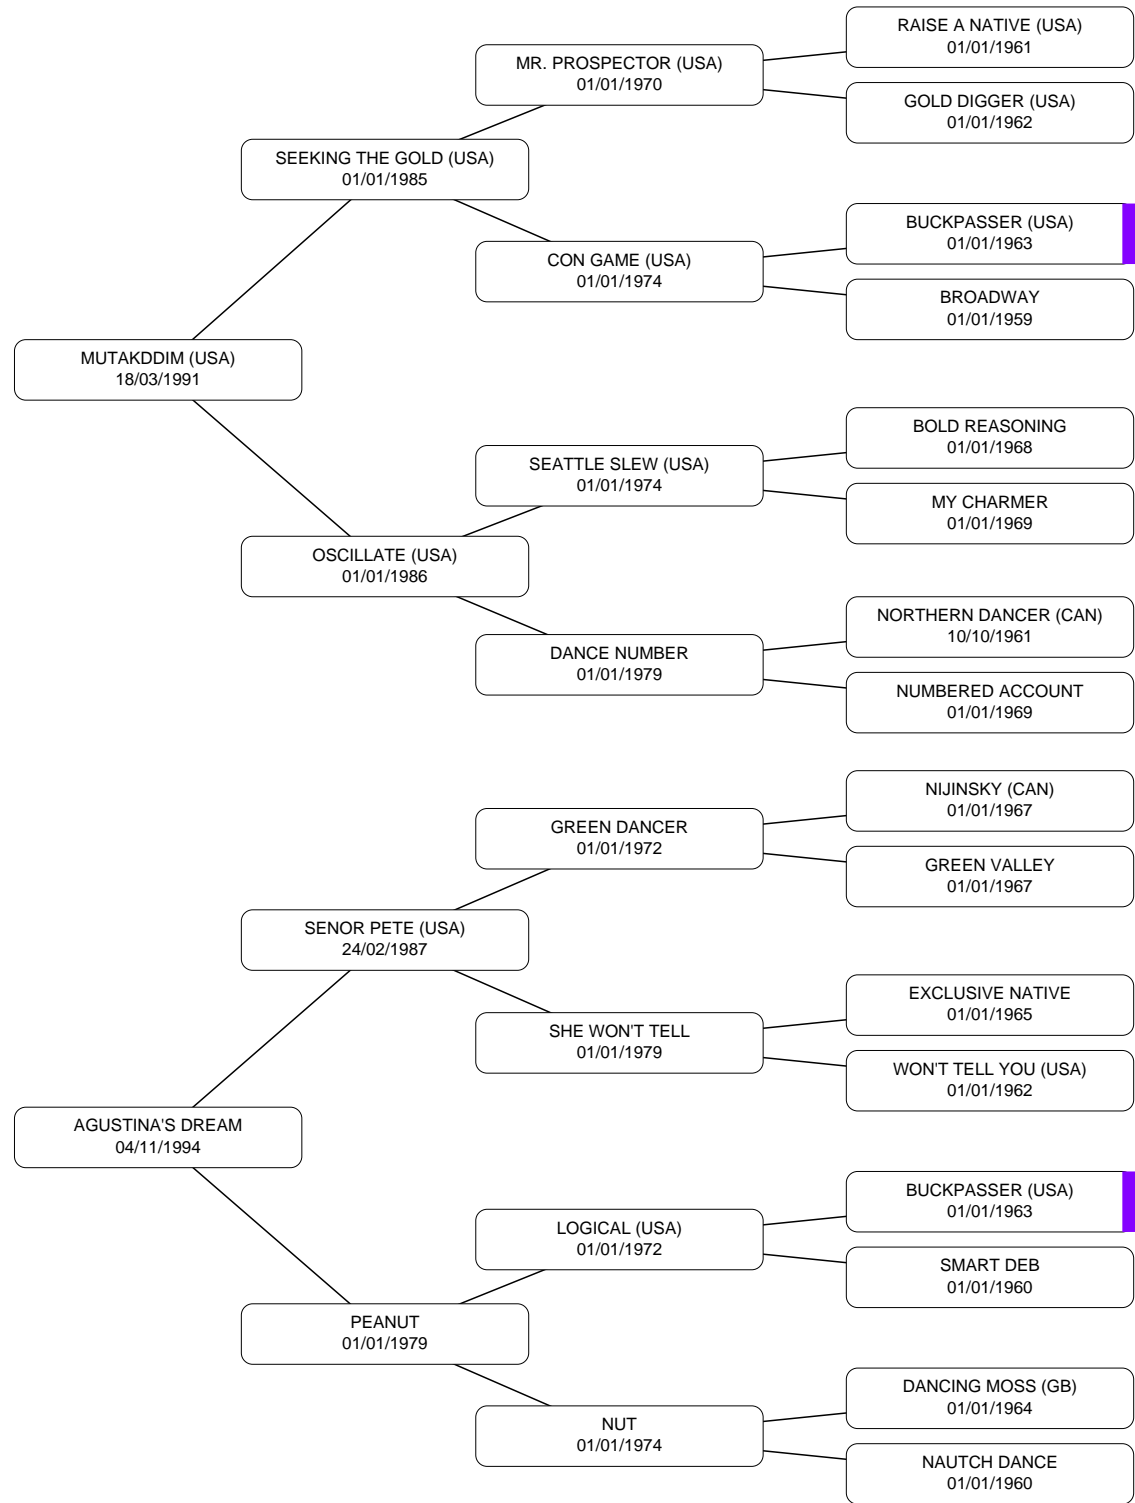 RAISE A NATIVE (USA)
01/01/1961
MR. PROSPECTOR (USA)
01/01/1970
GOLD DIGGER (USA)
01/01/1962
SEEKING THE GOLD (USA)
01/01/1985
BUCKPASSER (USA)
01/01/1963
CON GAME (USA)
01/01/1974
BROADWAY
01/01/1959
MUTAKDDIM (USA)
18/03/1991
BOLD REASONING
01/01/1968
SEATTLE SLEW (USA)
01/01/1974
MY CHARMER
01/01/1969
OSCILLATE (USA)
01/01/1986
NORTHERN DANCER (CAN)
10/10/1961
DANCE NUMBER
01/01/1979
NUMBERED ACCOUNT
01/01/1969
NIJINSKY (CAN)
01/01/1967
GREEN DANCER
01/01/1972
GREEN VALLEY
01/01/1967
SENOR PETE (USA)
24/02/1987
EXCLUSIVE NATIVE
01/01/1965
SHE WON'T TELL
01/01/1979
WON'T TELL YOU (USA)
01/01/1962
AGUSTINA'S DREAM
04/11/1994
BUCKPASSER (USA)
01/01/1963
LOGICAL (USA)
01/01/1972
SMART DEB
01/01/1960
PEANUT
01/01/1979
DANCING MOSS (GB)
01/01/1964
NUT
01/01/1974
NAUTCH DANCE
01/01/1960